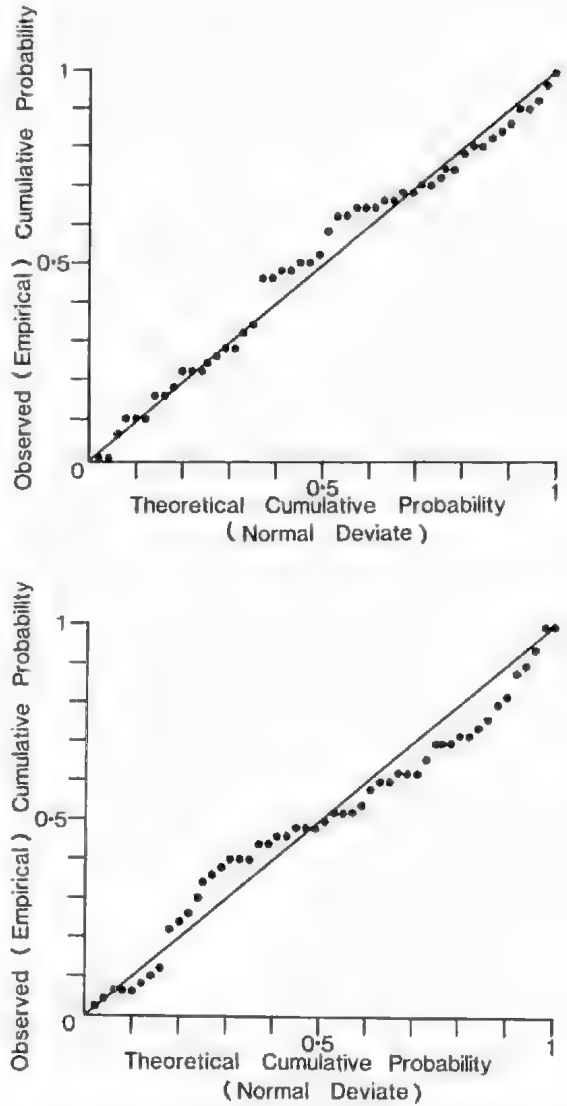 Observed (Empirical) Cumulative Probability
1
0·5
0
0·5
1
Theoretical Cumulative Probability
(Normal Deviate)
Observed (Empirical) Cumulative Probability
1
0·5
0
0·5
1
Theoretical Cumulative Probability
(Normal Deviate)